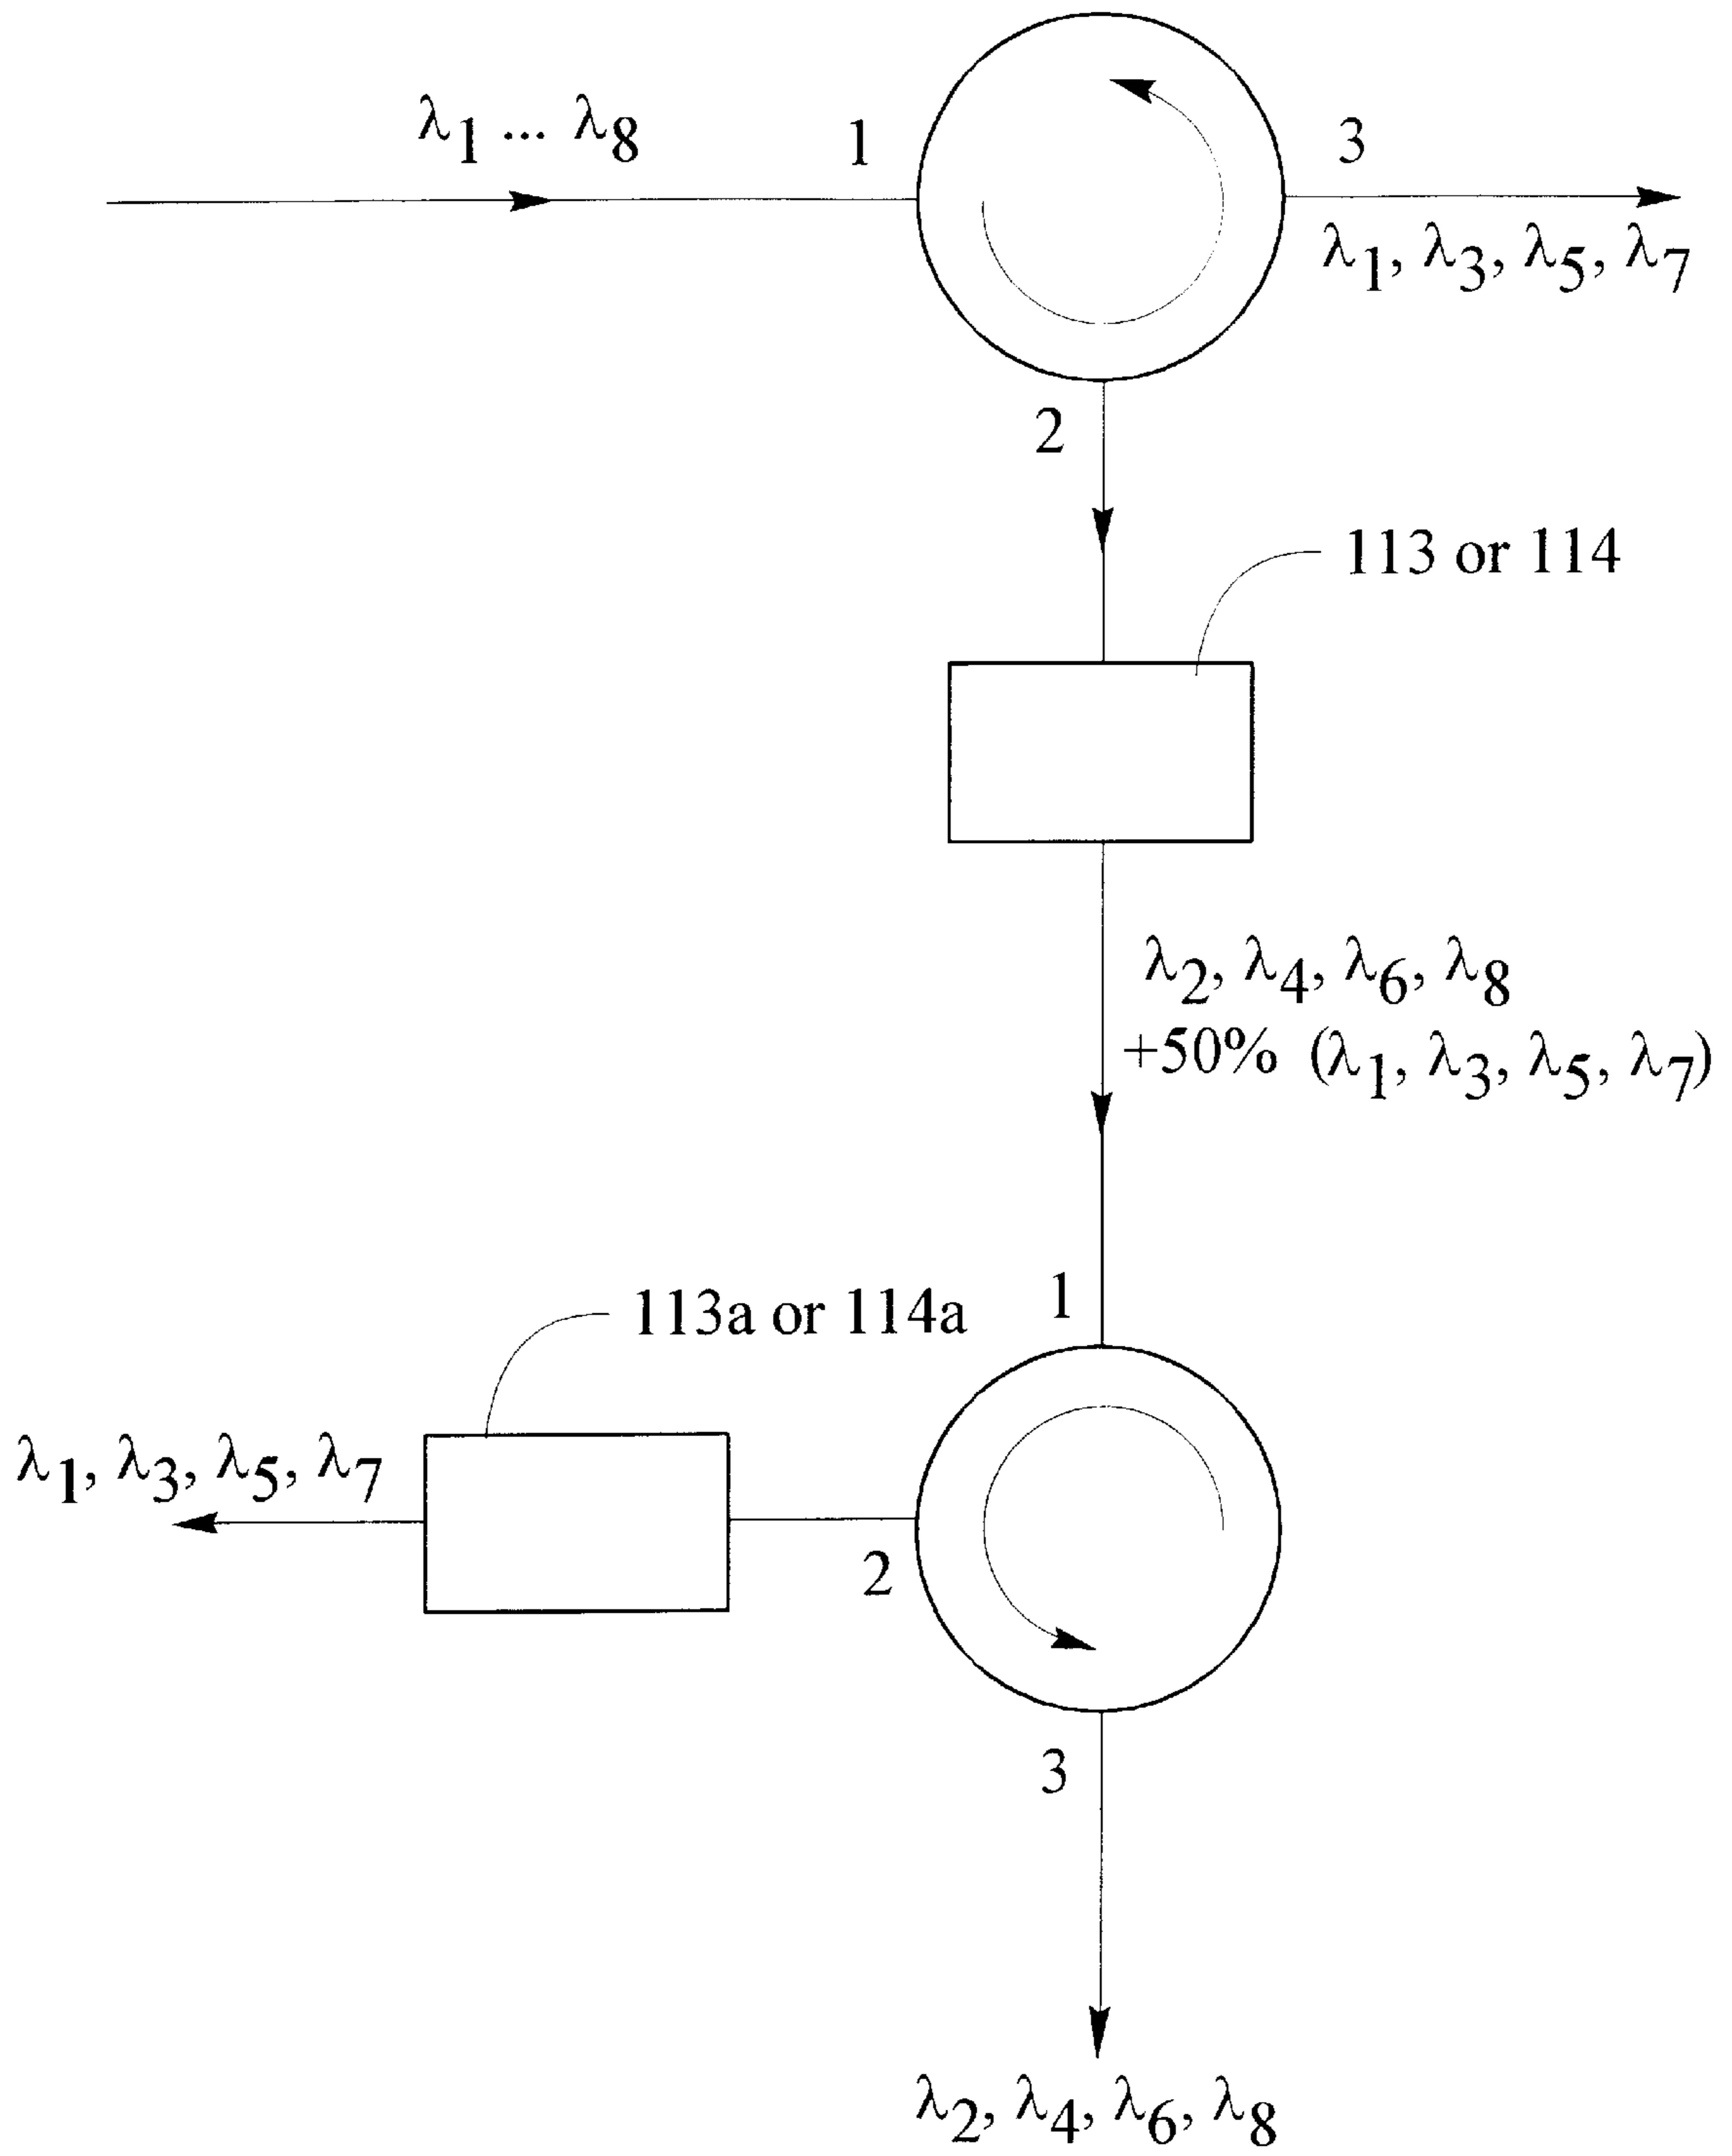 λ1 ... λ8
1
3
λ1, λ3, λ5, λ7
2
113 or 114
λ2, λ4, λ6, λ8
+50% (λ1, λ3, λ5, λ7)
1
113a or 114a
λ1, λ3, λ5, λ7
2
3
λ2, λ4, λ6, λ8